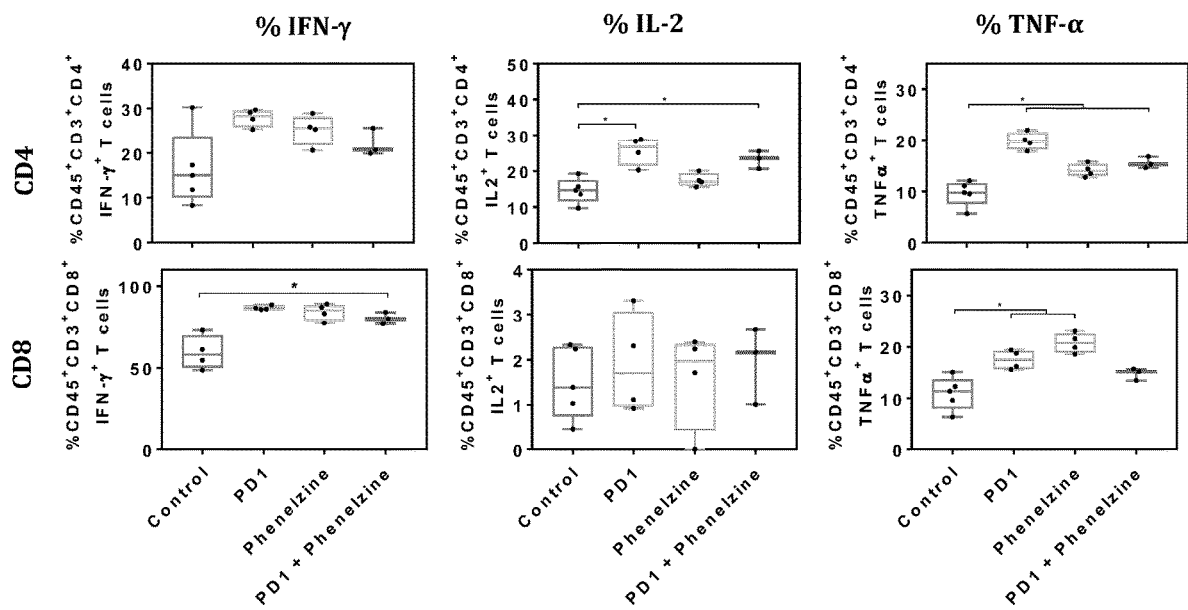 % IFN-γ
% IL-2
% TNF-α
CD4
%CD45⁺CD3⁺CD4⁺
IFN-γ⁺ T cells
40
30
20
10
0
%CD45⁺CD3⁺CD4⁺
IL2⁺ T cells
50
40
30
20
10
0
*
*
%CD45⁺CD3⁺CD4⁺
TNFα⁺ T cells
30
20
10
0
*
CD8
%CD45⁺CD3⁺CD8⁺
IFN-γ⁺ T cells
100
50
0
*
%CD45⁺CD3⁺CD8⁺
IL2⁺ T cells
4
3
2
1
0
%CD45⁺CD3⁺CD8⁺
TNFα⁺ T cells
30
20
10
0
*
Control
PD1
Phenelzine
PD1 + Phenelzine
Control
PD1
Phenelzine
PD1 + Phenelzine
Control
PD1
Phenelzine
PD1 + Phenelzine